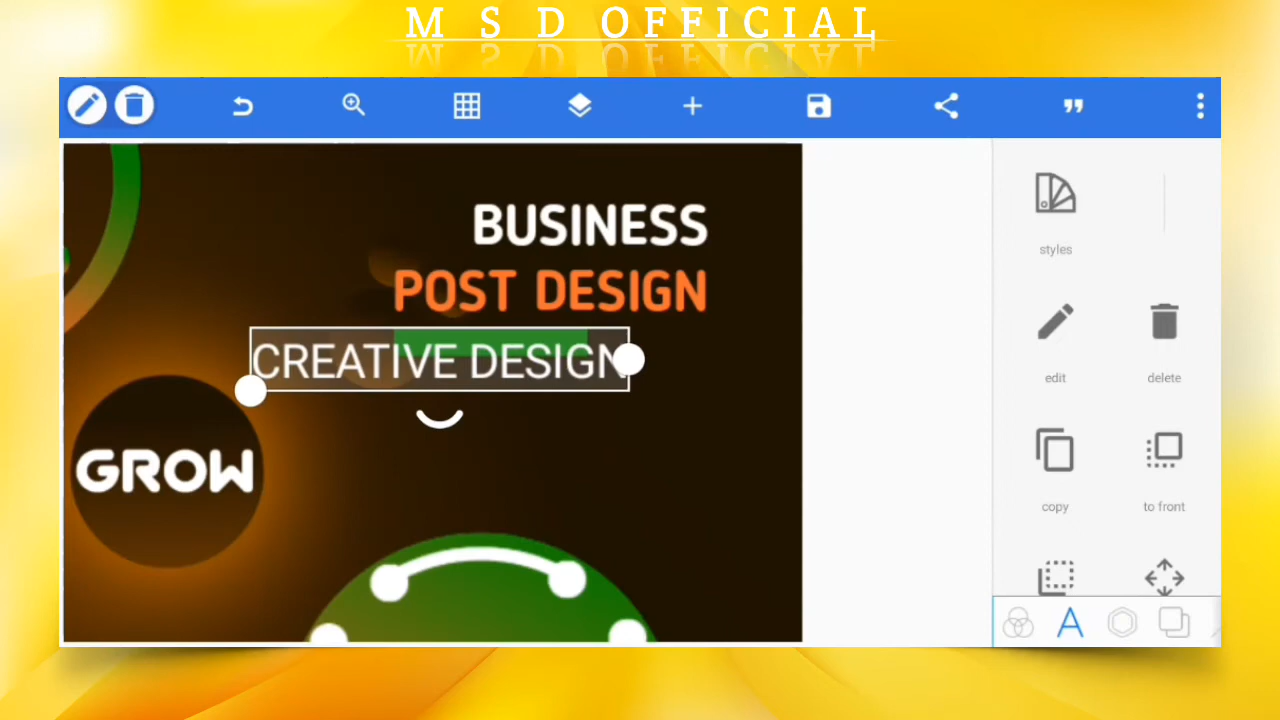 M S D OFFICIAL
BUSINESS
POST DESIGN
CREATIVE DESIGN
GROW
styles
edit
delete
copy
to front